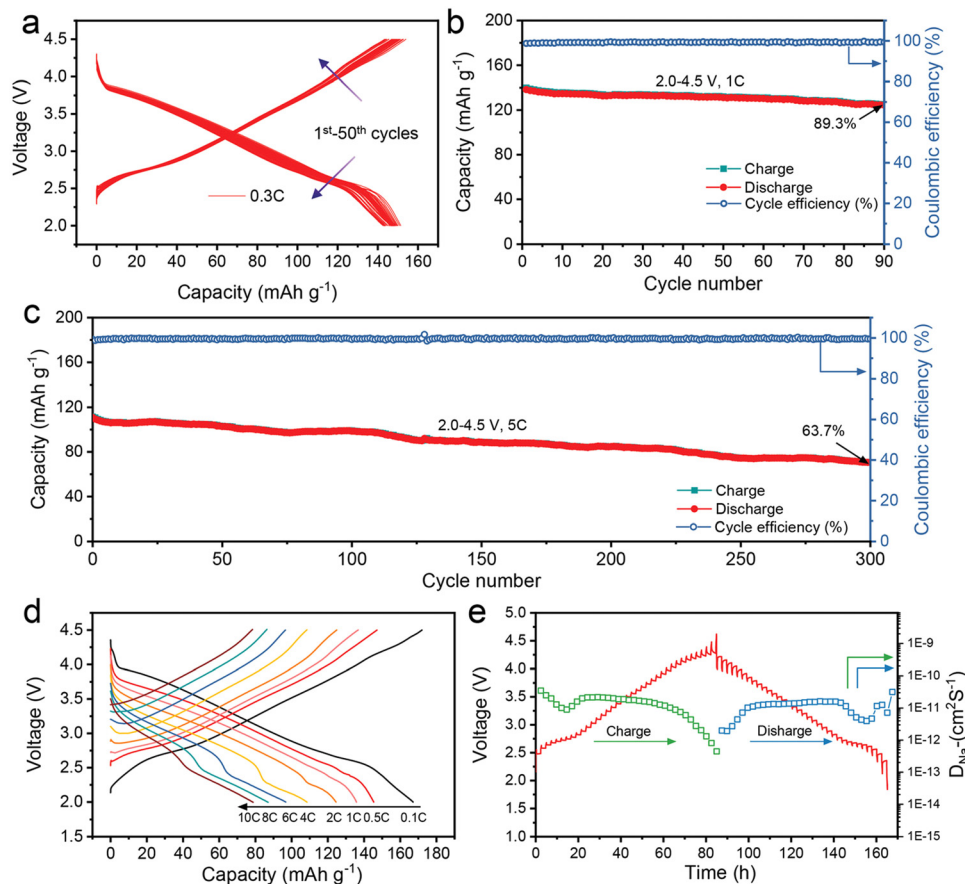 a
4.5
4.0
3.5
3.0
2.5
2.0
Voltage (V)
1st-50th cycles
0.3C
0 20 40 60 80 100 120 140 160
Capacity (mAh g-1)
b
200
160
120
80
40
0
Capacity (mAh g-1)
2.0-4.5 V, 1C
89.3%
Charge
Discharge
Cycle efficiency (%)
100
80
60
40
20
0
Coulombic efficiency (%)
0 10 20 30 40 50 60 70 80 90
Cycle number
c
200
160
120
80
40
0
Capacity (mAh g-1)
2.0-4.5 V, 5C
63.7%
Charge
Discharge
Cycle efficiency (%)
100
80
60
40
20
0
Coulombic efficiency (%)
0 50 100 150 200 250 300
Cycle number
d
4.5
4.0
3.5
3.0
2.5
2.0
1.5
Voltage (V)
10C 8C 6C 4C 2C 1C 0.5C 0.1C
0 20 40 60 80 100 120 140 160 180
Capacity (mAh g-1)
e
5.0
4.5
4.0
3.5
3.0
2.5
2.0
1.5
1.0
Voltage (V)
Charge
Disharge
1E-9
1E-10
1E-11
1E-12
1E-13
1E-14
1E-15
DNa-(cm2S-1)
0 20 40 60 80 100 120 140 160
Time (h)